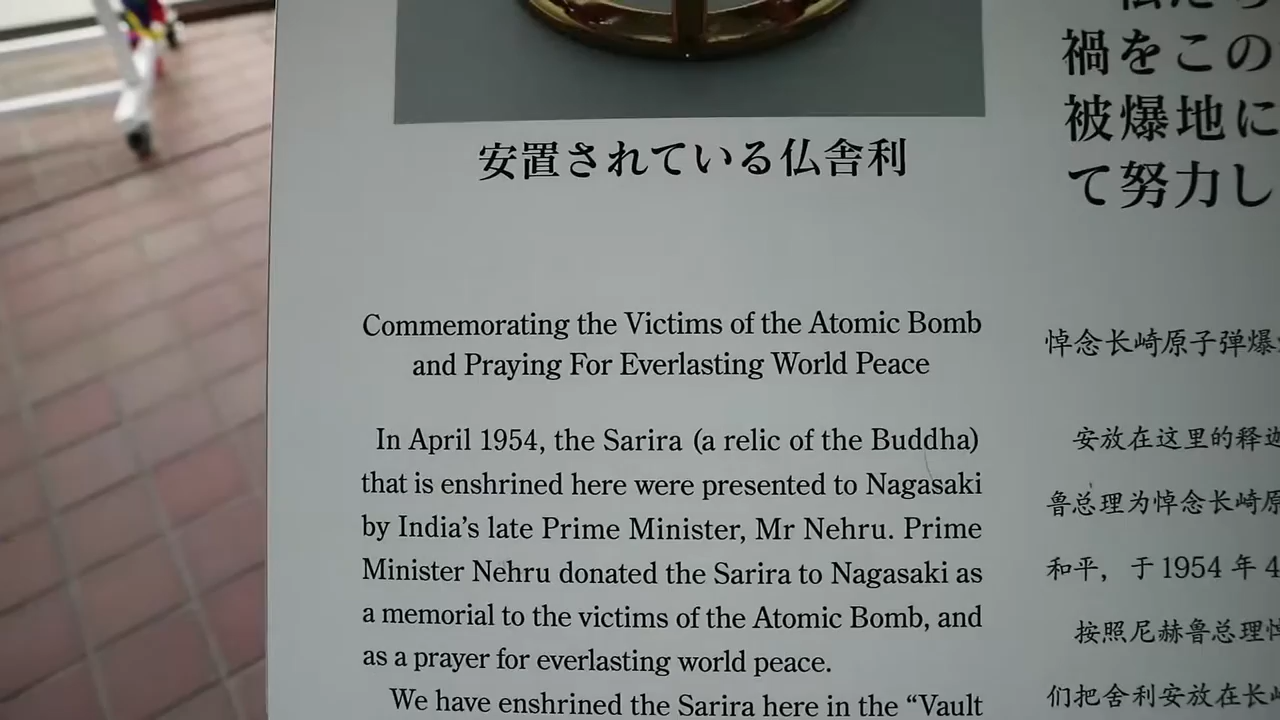 安置されている仏舎利
Commemorating the Victims of the Atomic Bomb
and Praying For Everlasting World Peace
In April 1954, the Sarira (a relic of the Buddha)
that is enshrined here were presented to Nagasaki
by India's late Prime Minister, Mr Nehru. Prime
Minister Nehru donated the Sarira to Nagasaki as
a memorial to the victims of the Atomic Bomb, and
as a prayer for everlasting world peace.
We have enshrined the Sarira here in the “Vault
禍をこの
被爆地に
て努力し
悼念长崎原子弹爆
安放在这里的释迦
鲁总理为悼念长崎原
和平，于 1954 年 4
按照尼赫鲁总理悼
们把舍利安放在长崎